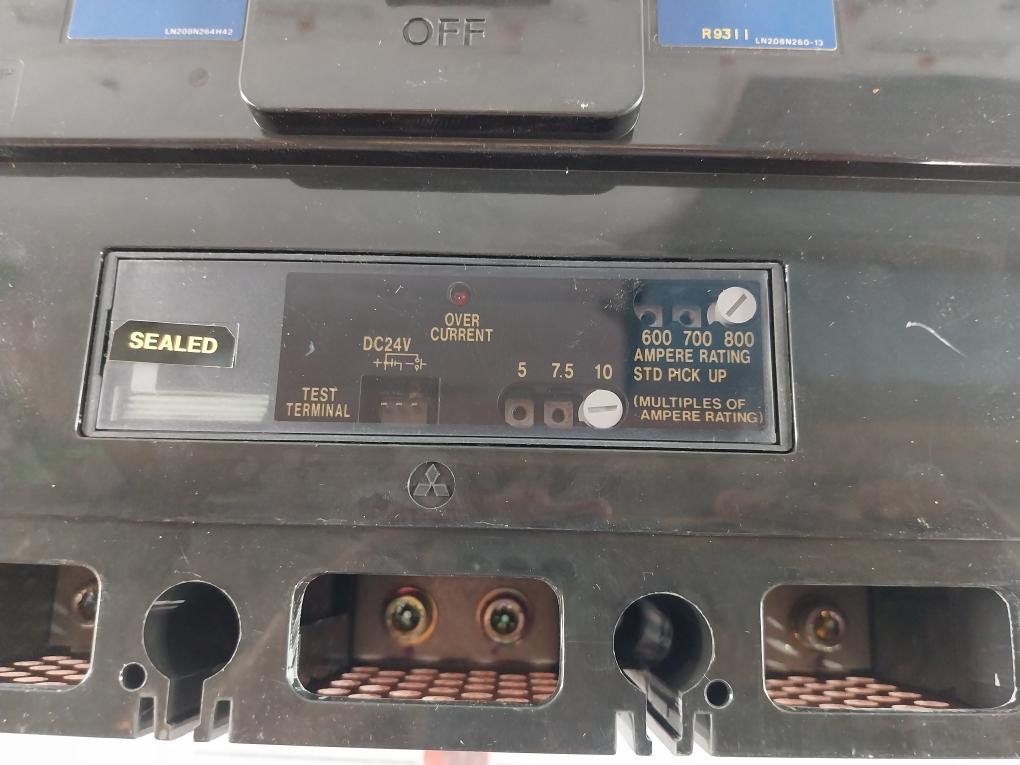 LN208N264H42
OFF
R9311
LN208N260-13
SEALED
OVER
CURRENT
DC24V
TEST
TERMINAL
5 7.5 10
600 700 800
AMPERE RATING
STD PICK UP
(MULTIPLES OF
AMPERE RATING)